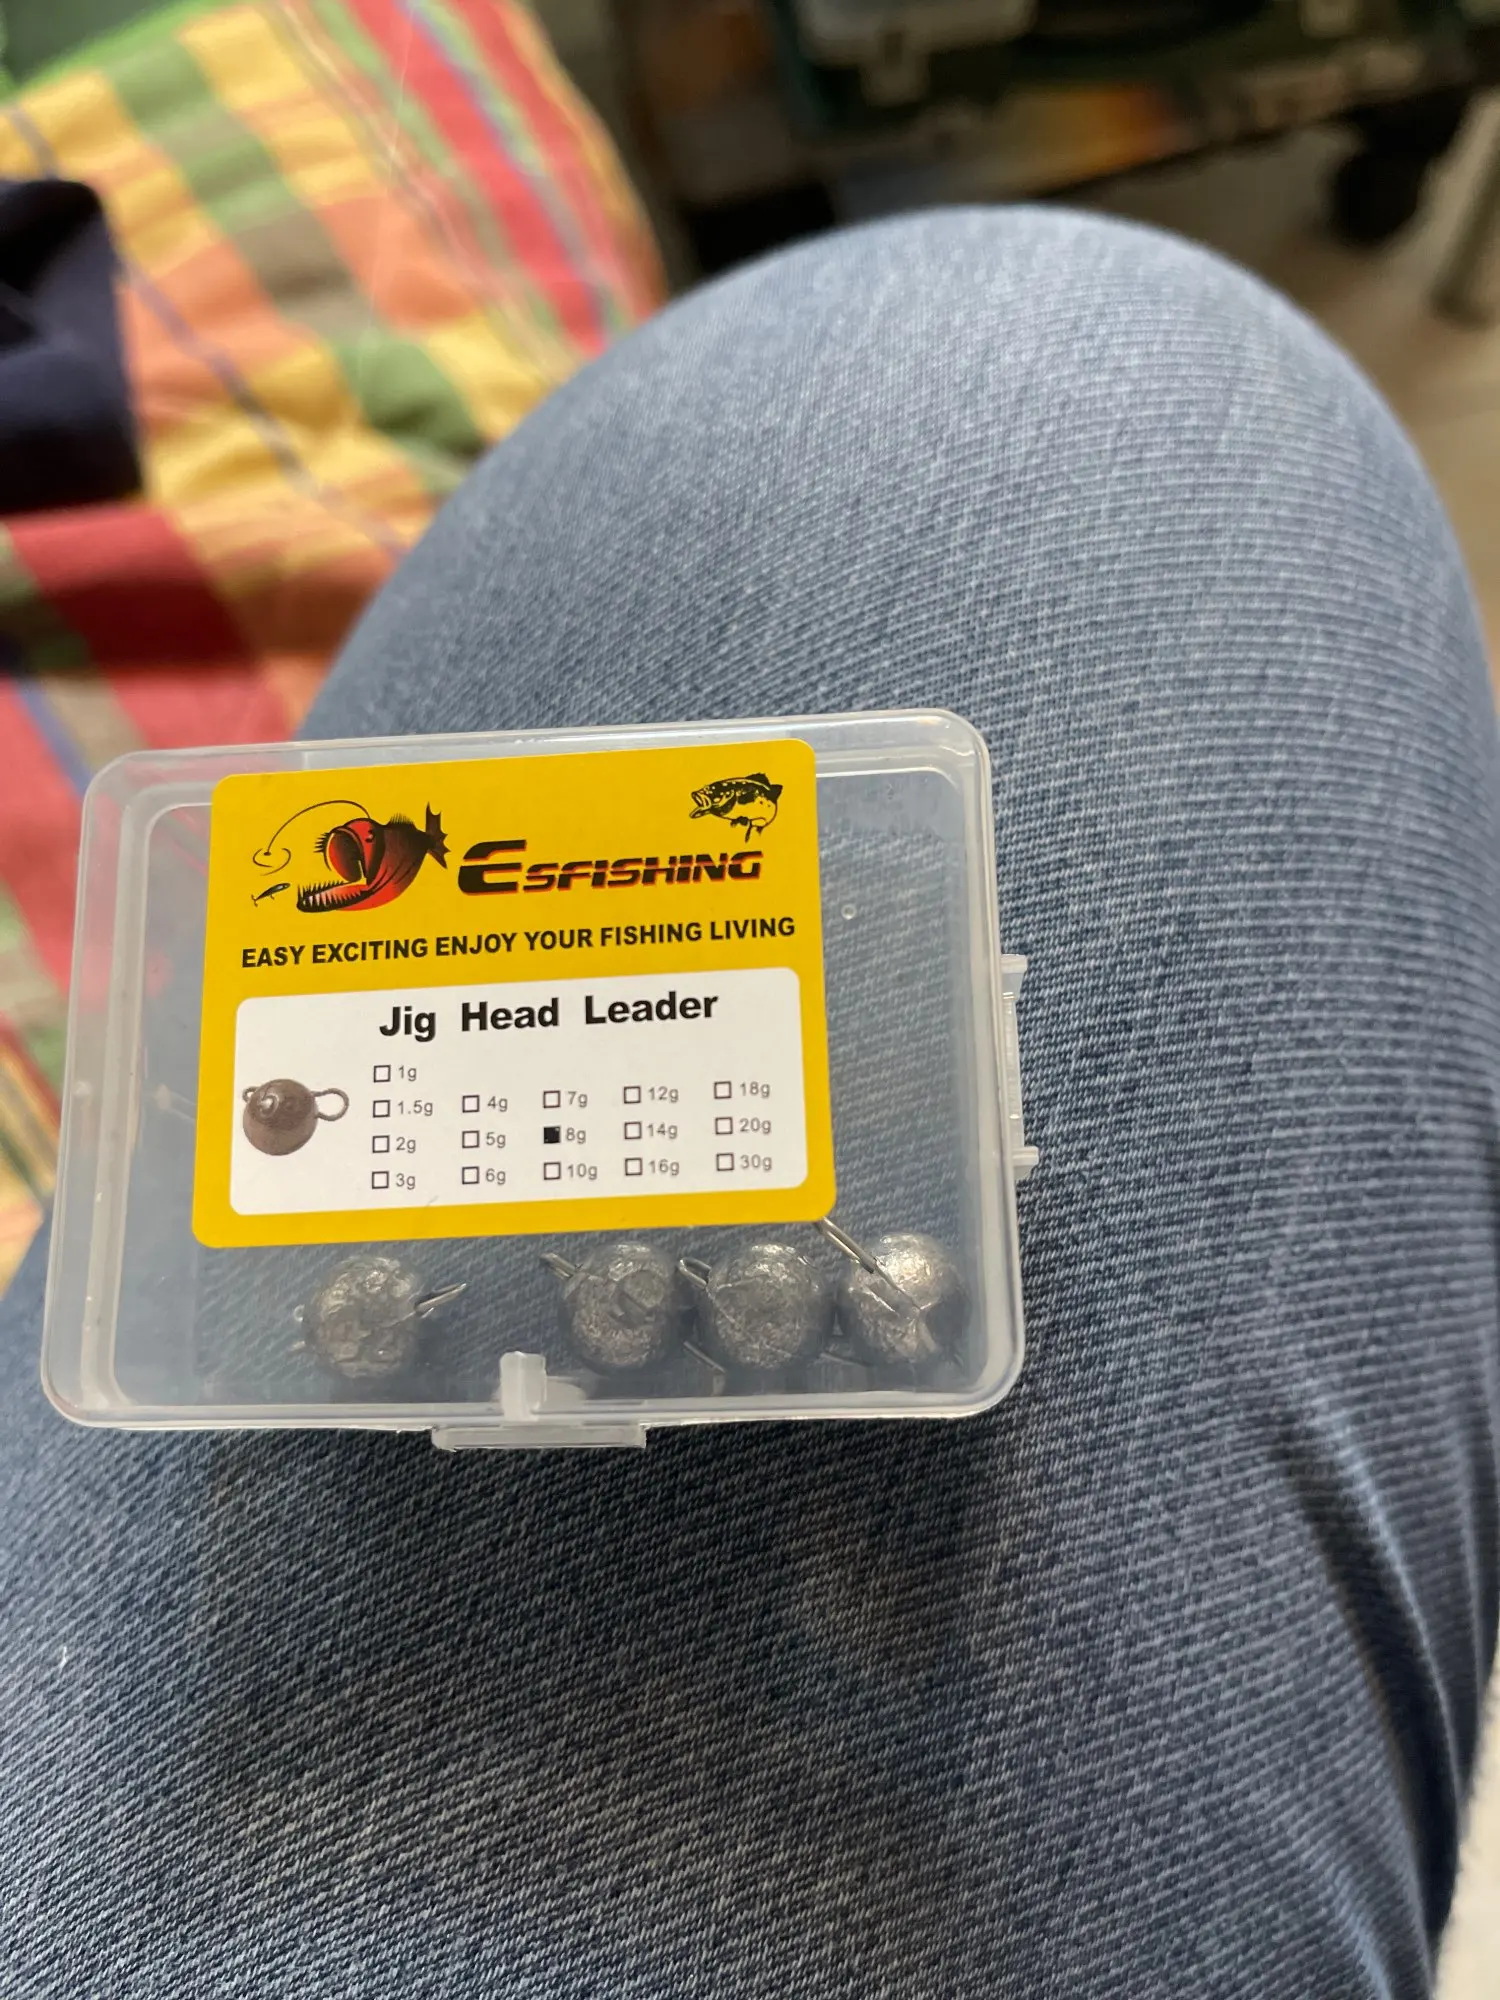 ESFISHING
EASY EXCITING ENJOY YOUR FISHING LIVING
Jig Head Leader
1g
1.5g 4g 7g 12g 18g
2g 5g 8g 14g 20g
3g 6g 10g 16g 30g